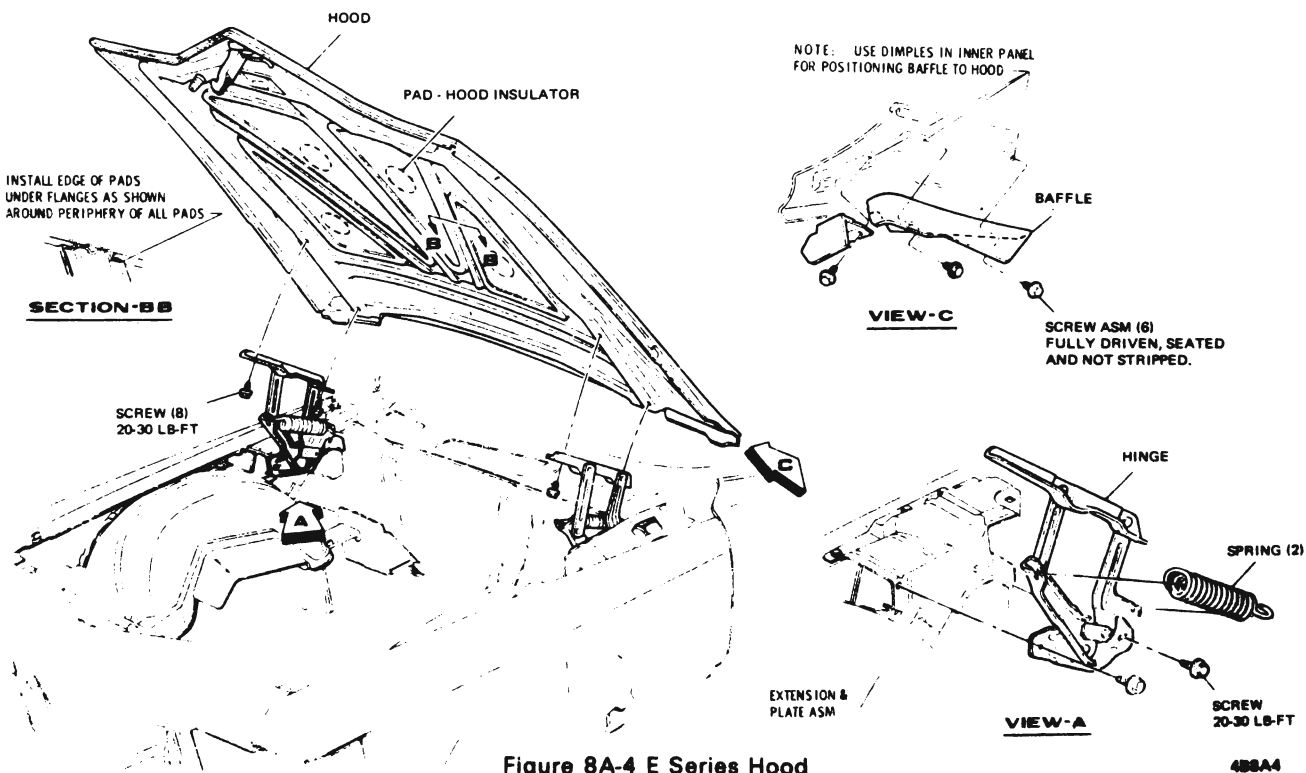 HOOD
PAD - HOOD INSULATOR
INSTALL EDGE OF PADS
UNDER FLANGES AS SHOWN
AROUND PERIPHERY OF ALL PADS
SECTION-BB
B
B
SCREW (8)
20-30 LB-FT
A
C
NOTE: USE DIMPLES IN INNER PANEL
FOR POSITIONING BAFFLE TO HOOD
BAFFLE
VIEW-C
SCREW ASM (6)
FULLY DRIVEN, SEATED
AND NOT STRIPPED.
HINGE
SPRING (2)
EXTENSION &
PLATE ASM
VIEW-A
SCREW
20-30 LB-FT
Figure 8A-4 E Series Hood
488A4